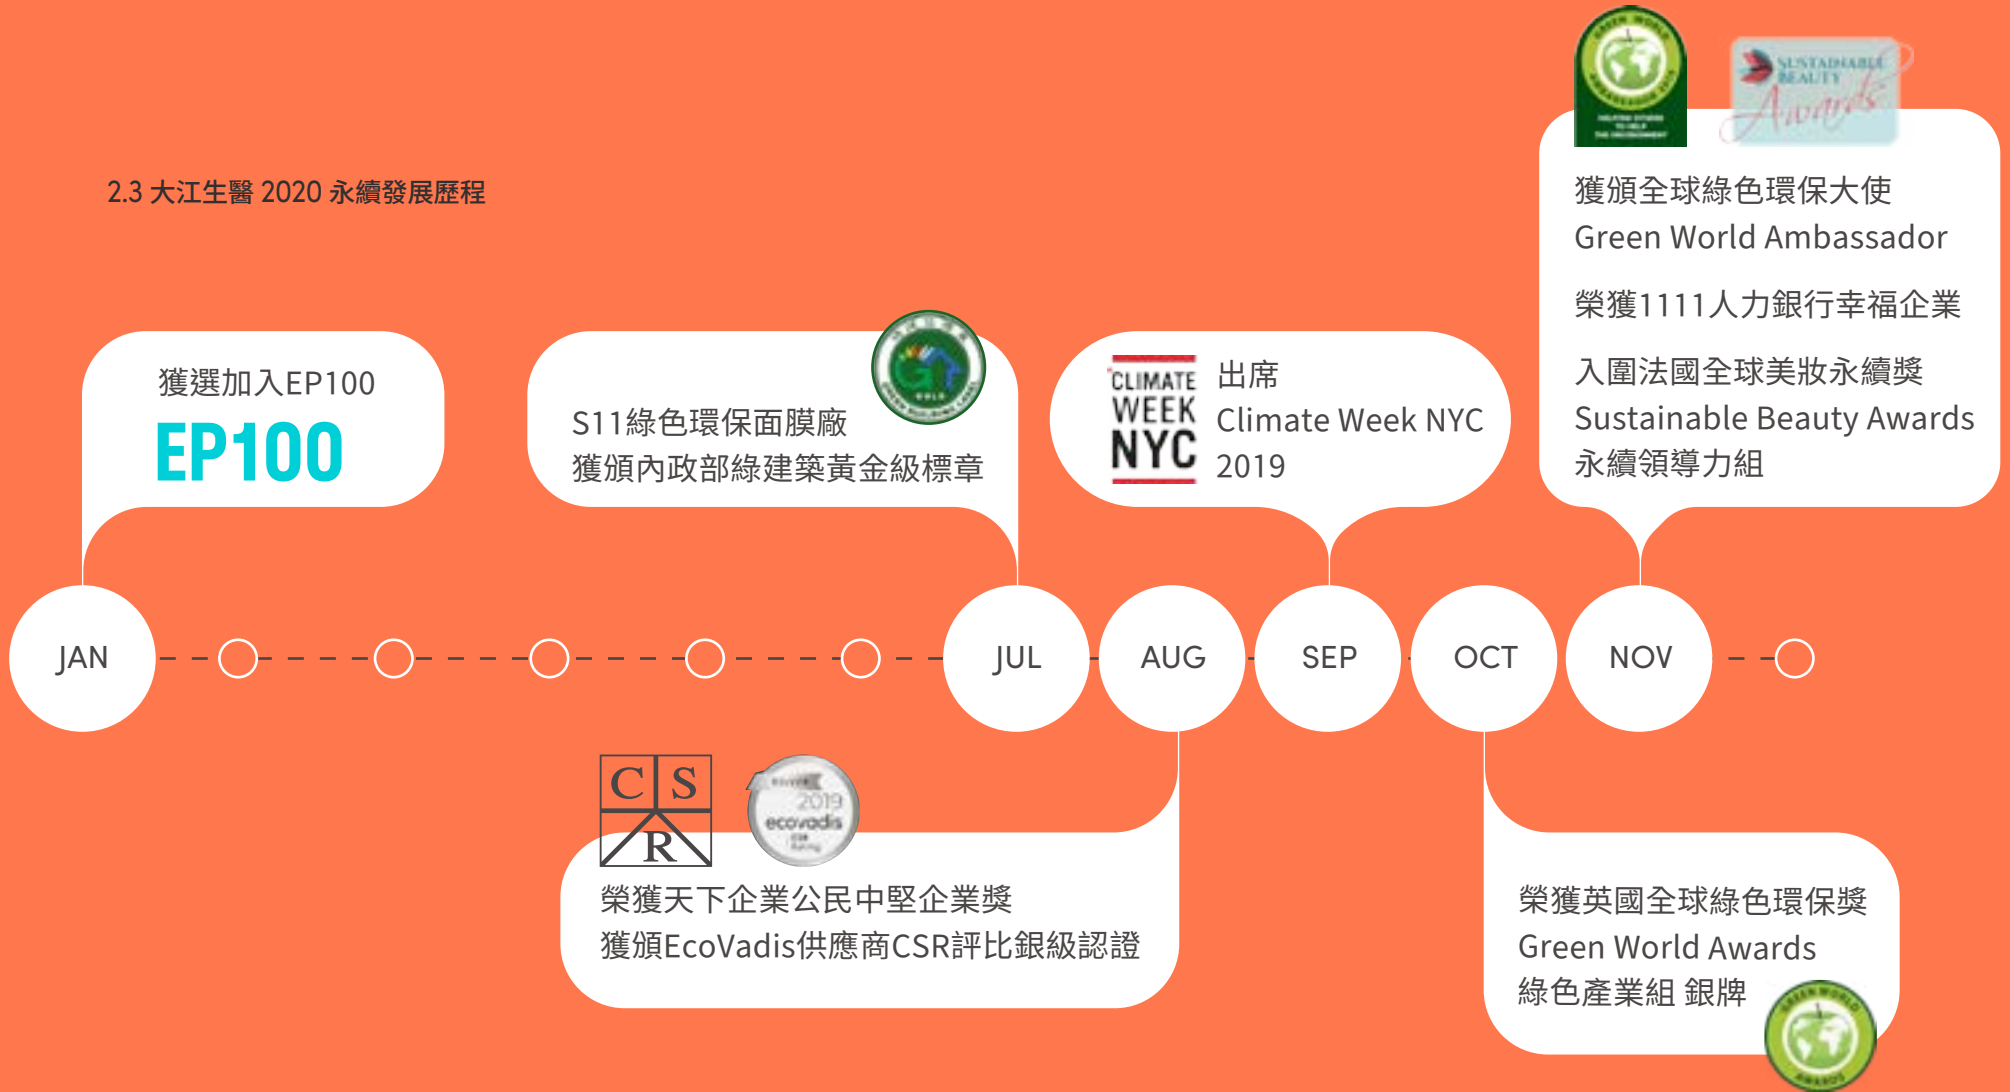 2.3 大江生醫 2020 永續發展歷程
獲選加入EP100
EP100
S11綠色環保面膜廠
獲頒內政部綠建築黃金級標章
CLIMATE
WEEK
NYC
出席
Climate Week NYC
2019
SUSTAINABLE
BEAUTY
Awards
獲頒全球綠色環保大使
Green World Ambassador
榮獲1111人力銀行幸福企業
入圍法國全球美妝永續獎
Sustainable Beauty Awards
永續領導力組
JAN
JUL
AUG
SEP
OCT
NOV
C S
R
2019
ecovadis
榮獲天下企業公民中堅企業獎
獲頒EcoVadis供應商CSR評比銀級認證
榮獲英國全球綠色環保獎
Green World Awards
綠色產業組 銀牌
GREEN WORLD
AWARDS